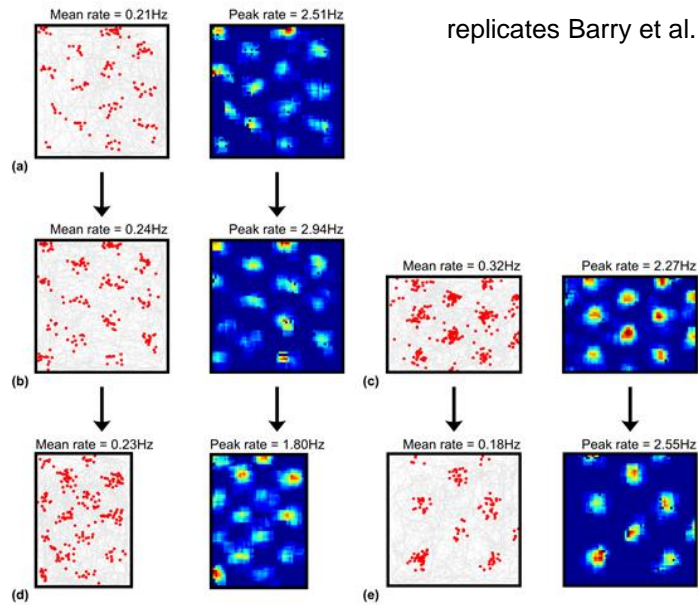 replicates Barry et al.
Mean rate = 0.21Hz
Peak rate = 2.51Hz
(a)
Mean rate = 0.24Hz
Peak rate = 2.94Hz
(b)
Mean rate = 0.32Hz
Peak rate = 2.27Hz
(c)
Mean rate = 0.23Hz
Peak rate = 1.80Hz
(d)
Mean rate = 0.18Hz
Peak rate = 2.55Hz
(e)